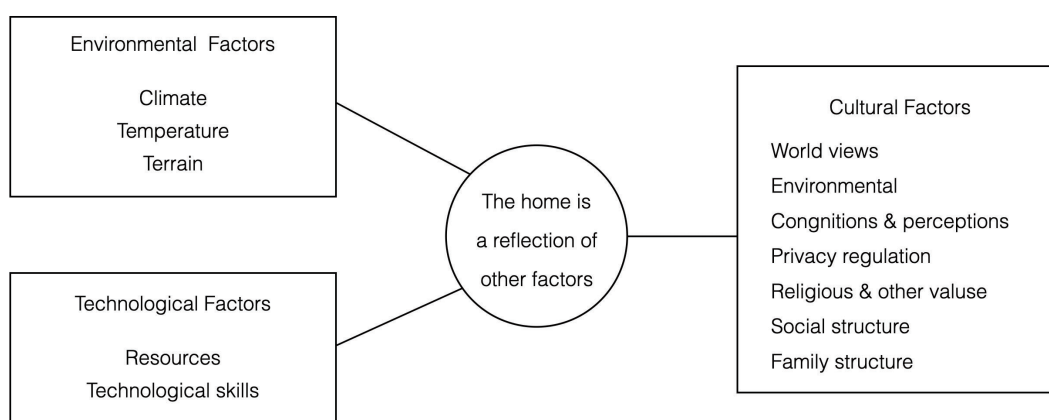 Environmental Factors
Climate
Temperature
Terrain
Technological Factors
Resources
Technological skills
The home is
a reflection of
other factors
Cultural Factors
World views
Environmental
Congnitions & perceptions
Privacy regulation
Religious & other valuse
Social structure
Family structure